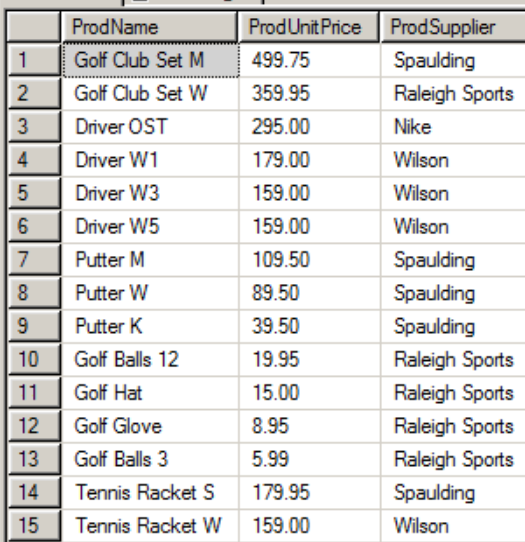 ProdName ProdUnitPrice ProdSupplier
1 Golf Club Set M 499.75 Spaulding
2 Golf Club Set W 359.95 Raleigh Sports
3 Driver OST 295.00 Nike
4 Driver W1 179.00 Wilson
5 Driver W3 159.00 Wilson
6 Driver W5 159.00 Wilson
7 Putter M 109.50 Spaulding
8 Putter W 89.50 Spaulding
9 Putter K 39.50 Spaulding
10 Golf Balls 12 19.95 Raleigh Sports
11 Golf Hat 15.00 Raleigh Sports
12 Golf Glove 8.95 Raleigh Sports
13 Golf Balls 3 5.99 Raleigh Sports
14 Tennis Racket S 179.95 Spaulding
15 Tennis Racket W 159.00 Wilson